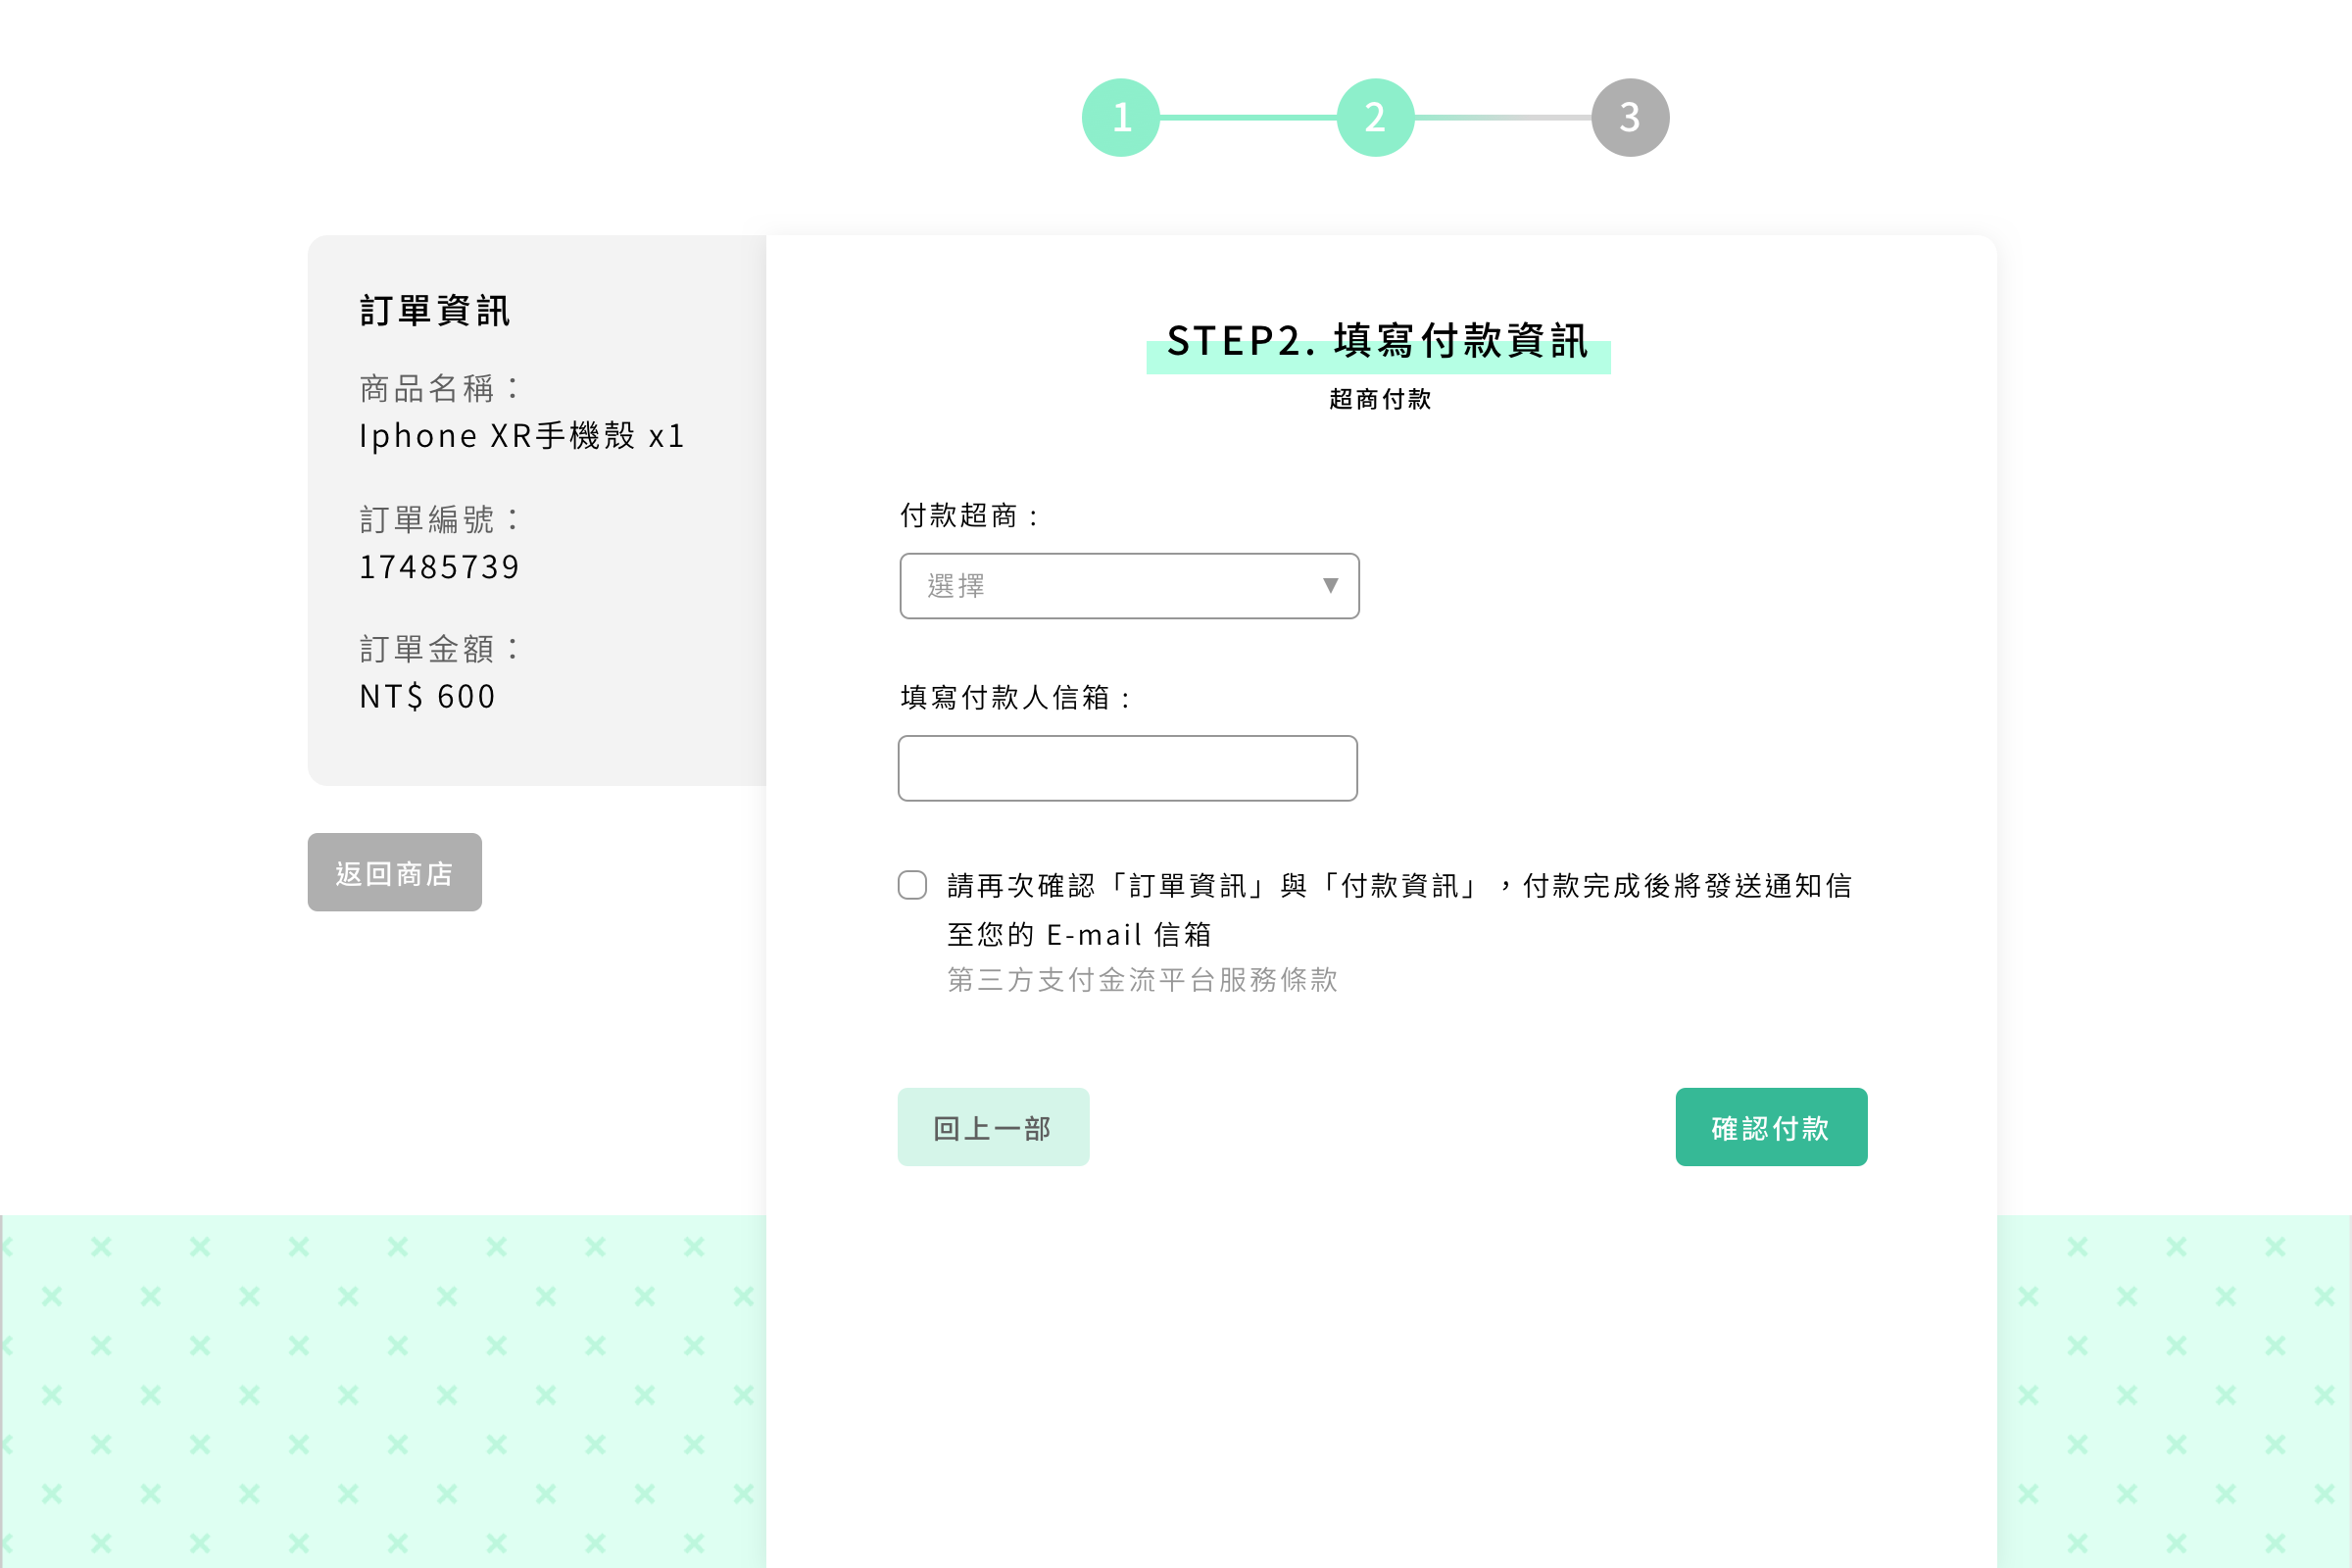 1
2
3
訂單資訊
商品名稱：
Iphone XR手機殼 x1
訂單編號：
17485739
訂單金額：
NT$ 600
返回商店
STEP2. 填寫付款資訊
超商付款
付款超商 :
選擇
填寫付款人信箱 :
請再次確認「訂單資訊」與「付款資訊」，付款完成後將發送通知信
至您的 E-mail 信箱
第三方支付金流平台服務條款
回上一部
確認付款